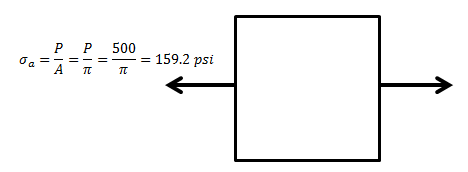 σₐ = P/A = P/π = 500/π = 159.2 psi